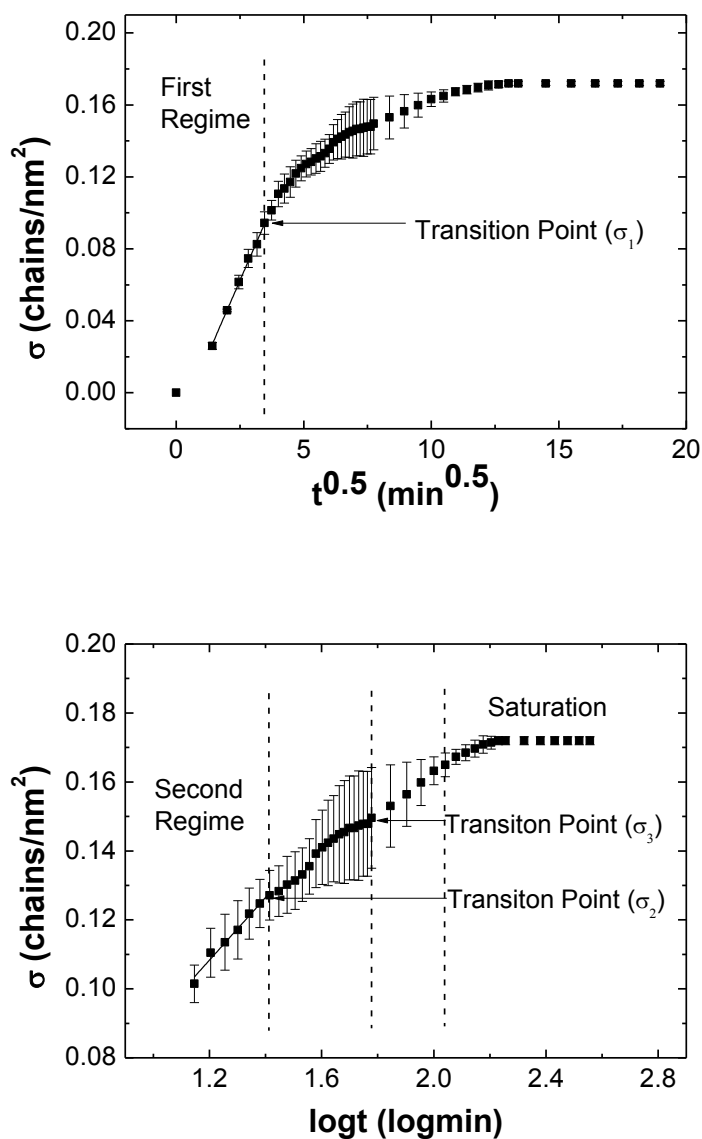 0.20
0.16
0.12
0.08
0.04
0.00
σ (chains/nm²)
First
Regime
Transition Point (σ₁)
0 5 10 15 20
t^0.5 (min^0.5)
0.20
0.18
0.16
0.14
0.12
0.10
0.08
σ (chains/nm²)
Saturation
Second
Regime
Transiton Point (σ₃)
Transiton Point (σ₂)
1.2 1.6 2.0 2.4 2.8
logt (logmin)